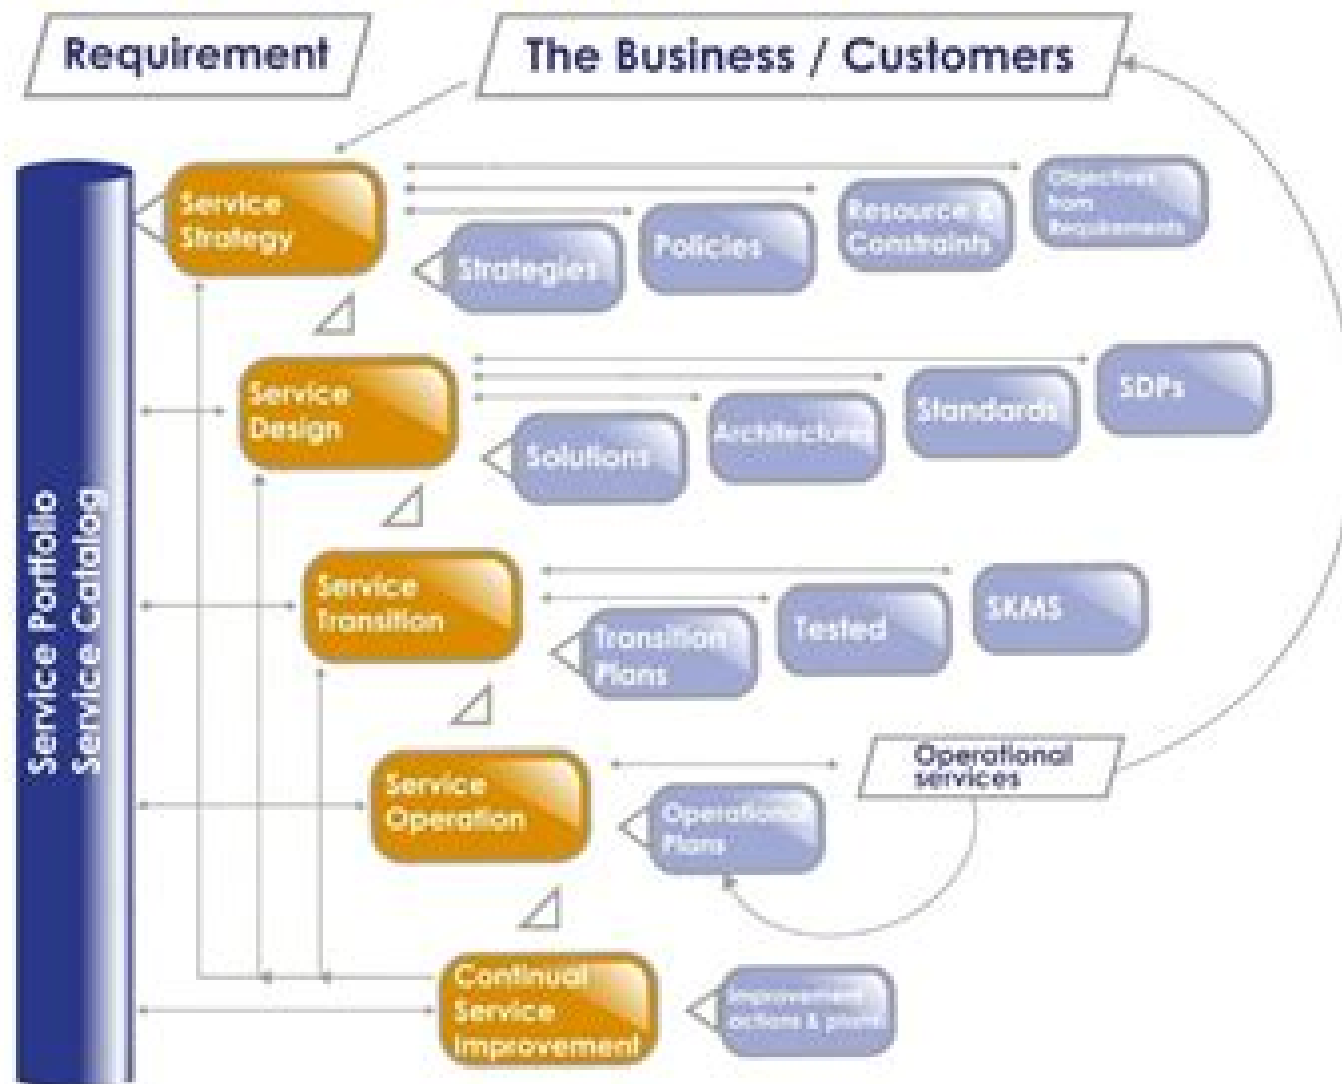 Requirement
The Business / Customers
Service Portfolio
Service Catalog
Service
Strategy
Strategies
Policies
Resource &
Constraints
Objectives
from
Requirements
Service
Design
Solutions
Architectures
Standards
SDPs
Service
Transition
Transition
Plans
Tested
SKMS
Service
Operation
Operational
Plans
Operational
services
Continual
Service
Improvement
Improvement
actions & plans